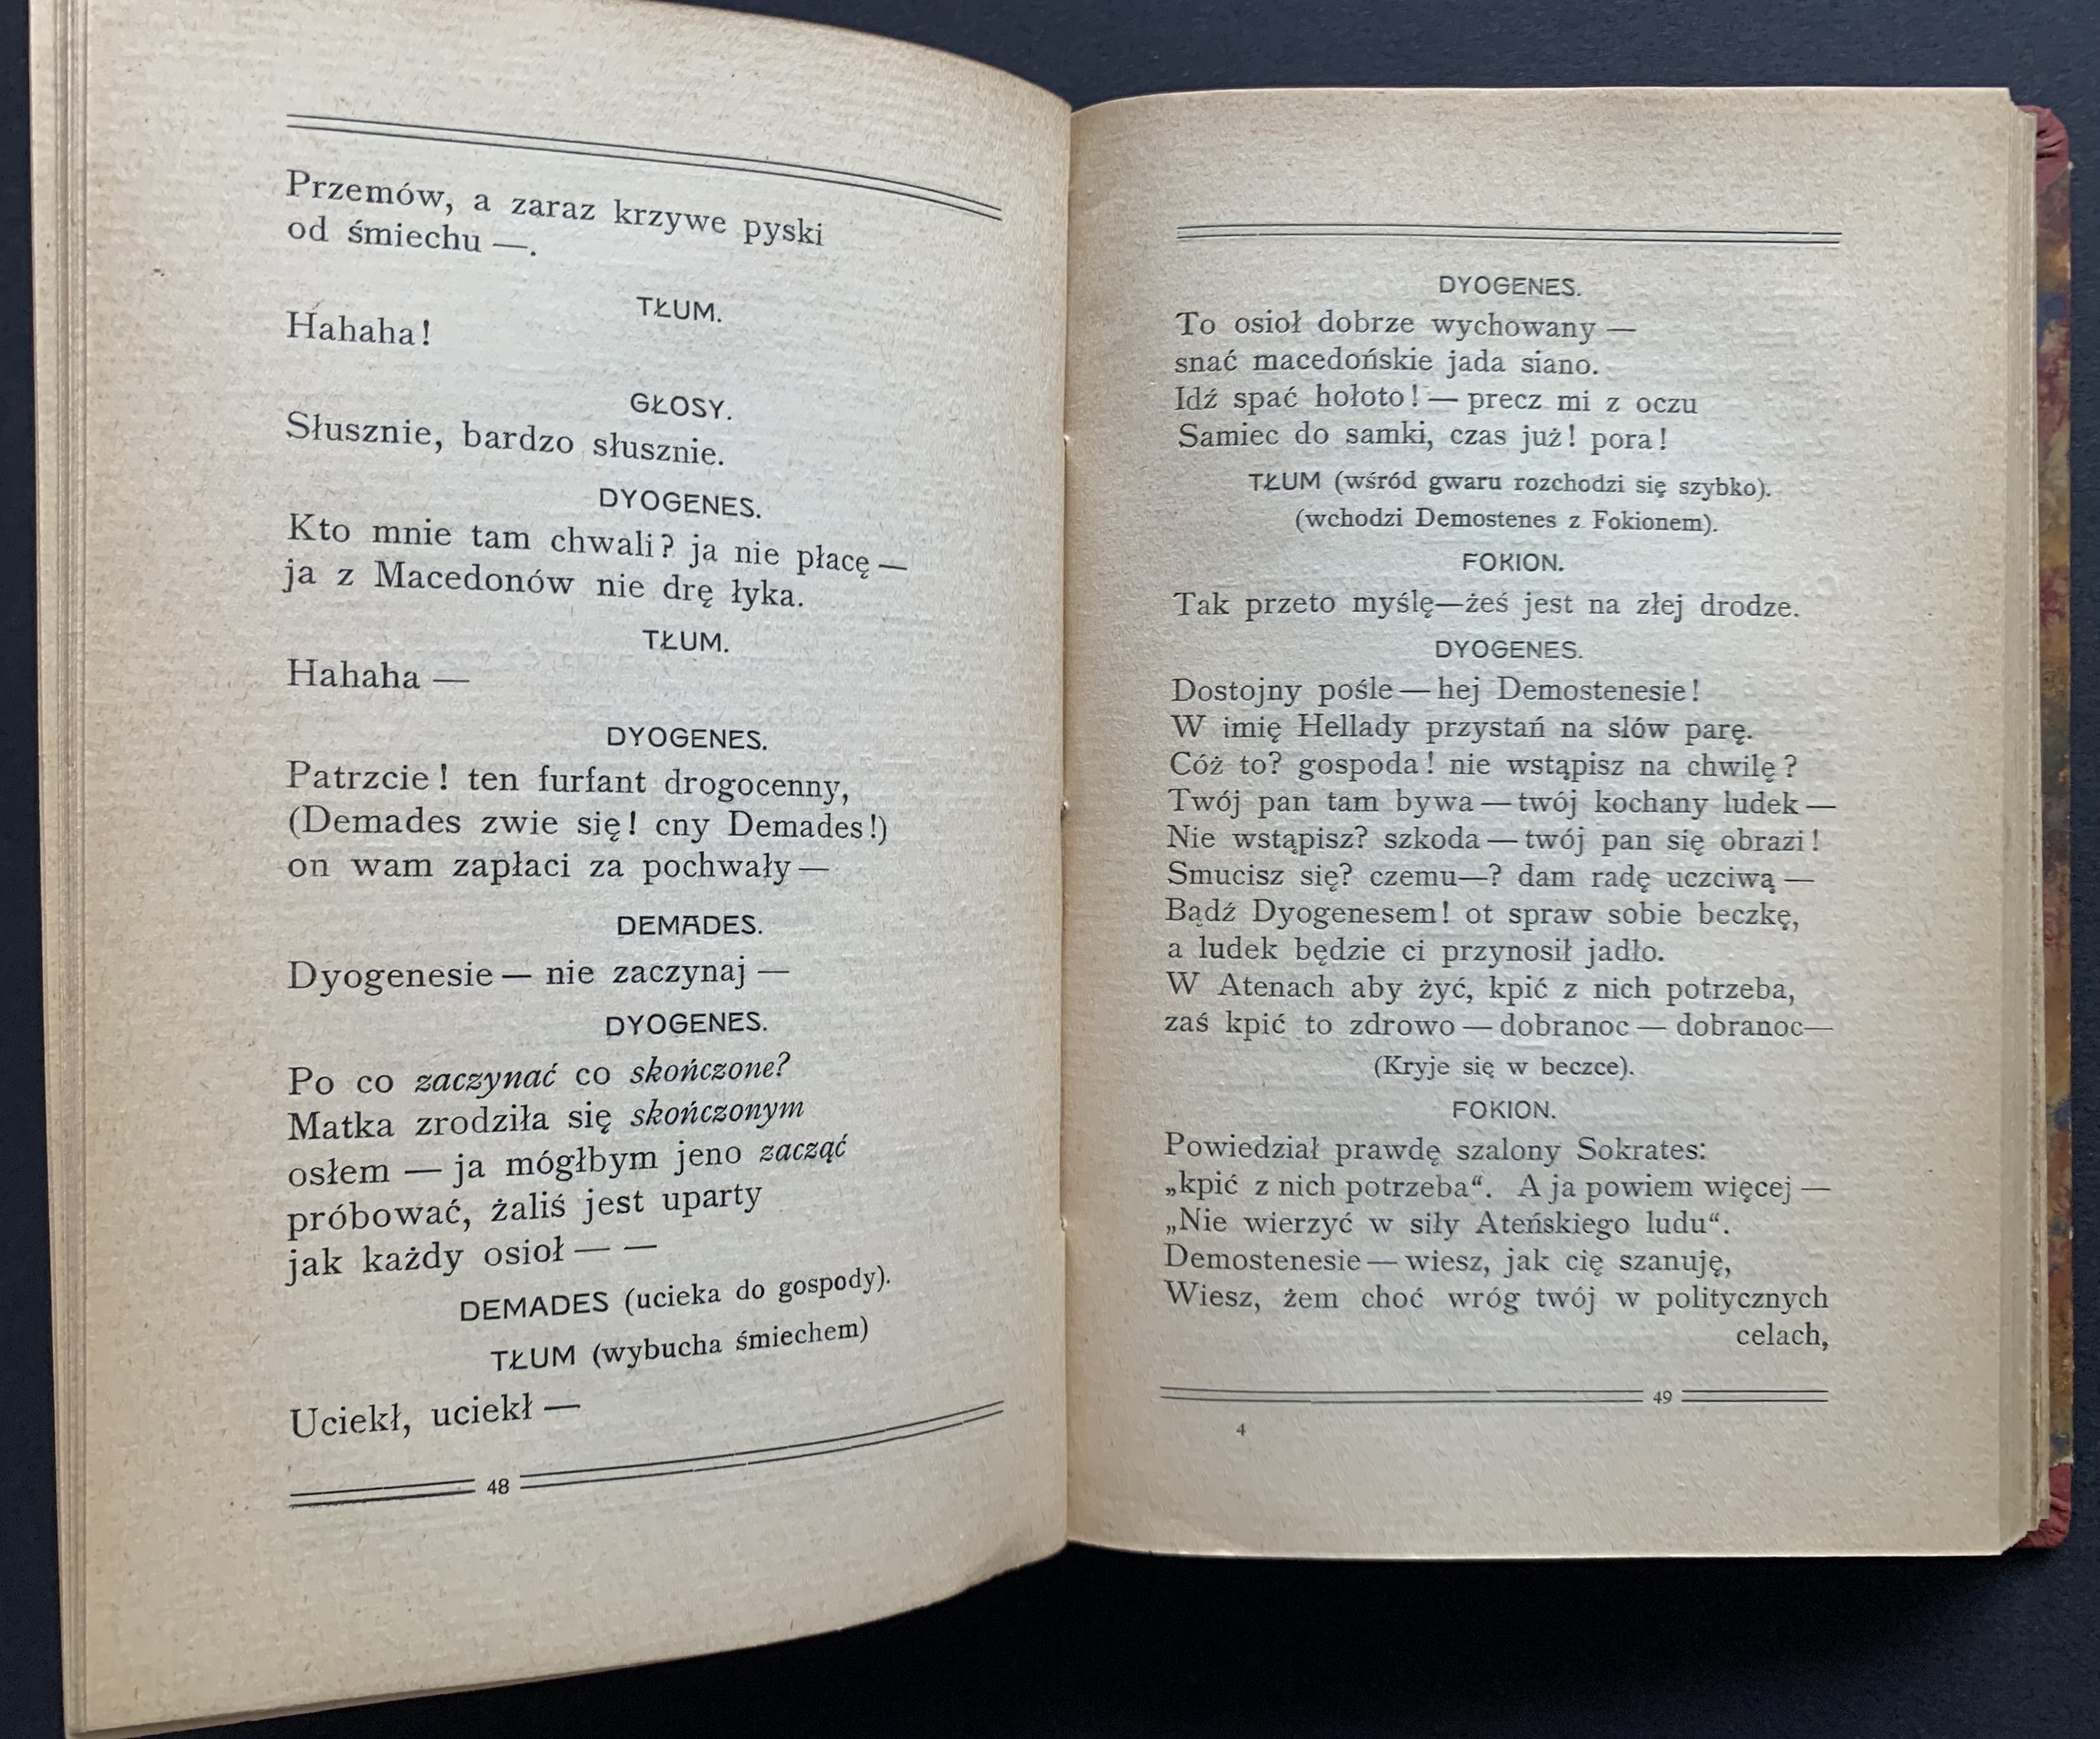 Przemów, a zaraz krzywe pyski
od śmiechu —.
TŁUM.
Hahaha!
GŁOSY.
Słusznie, bardzo słusznie.
DYOGENES.
Kto mnie tam chwali? ja nie płacę —
ja z Macedonów nie drę łyka.
TŁUM.
Hahaha —
DYOGENES.
Patrzcie! ten furfant drogocenny,
(Demades zwie się! cny Demades!)
on wam zapłaci za pochwały —
DEMADES.
Dyogenesie — nie zaczynaj —
DYOGENES.
Po co zaczynać co skończone?
Matka zrodziła się skończonym
osłem — ja mógłbym jeno zacząć
próbować, żaliś jest uparty
jak każdy osioł — —
DEMADES (ucieka do gospody).
TŁUM (wybucha śmiechem)
Uciekł, uciekł —
48
DYOGENES.
To osioł dobrze wychowany —
snać macedońskie jada siano.
Idź spać hołoto! — precz mi z oczu
Samiec do samki, czas już! pora!
TŁUM (wśród gwaru rozchodzi się szybko).
(wchodzi Demostenes z Fokionem).
FOKION.
Tak przeto myślę—żeś jest na złej drodze.
DYOGENES.
Dostojny pośle — hej Demostenesie!
W imię Hellady przystań na słów parę.
Cóż to? gospoda! nie wstąpisz na chwilę?
Twój pan tam bywa — twój kochany ludek —
Nie wstąpisz? szkoda — twój pan się obrazi!
Smucisz się? czemu—? dam radę uczciwą —
Bądź Dyogenesem! ot spraw sobie beczkę,
a ludek będzie ci przynosił jadło.
W Atenach aby żyć, kpić z nich potrzeba,
zaś kpić to zdrowo — dobranoc — dobranoc—
(Kryje się w beczce).
FOKION.
Powiedział prawdę szalony Sokrates:
„kpić z nich potrzeba“. A ja powiem więcej —
„Nie wierzyć w siły Ateńskiego ludu“.
Demostenesie — wiesz, jak cię szanuję,
Wiesz, żem choć wróg twój w politycznych
celach,
49
4